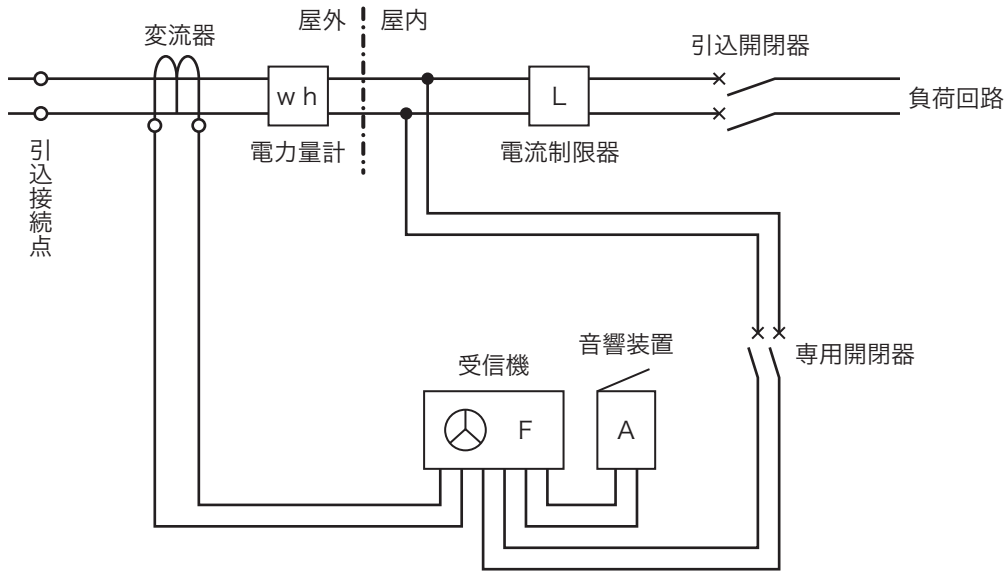 変流器
屋外
屋内
引込開閉器
w h
L
負荷回路
引込接続点
電力量計
電流制限器
専用開閉器
音響装置
受信機
F
A